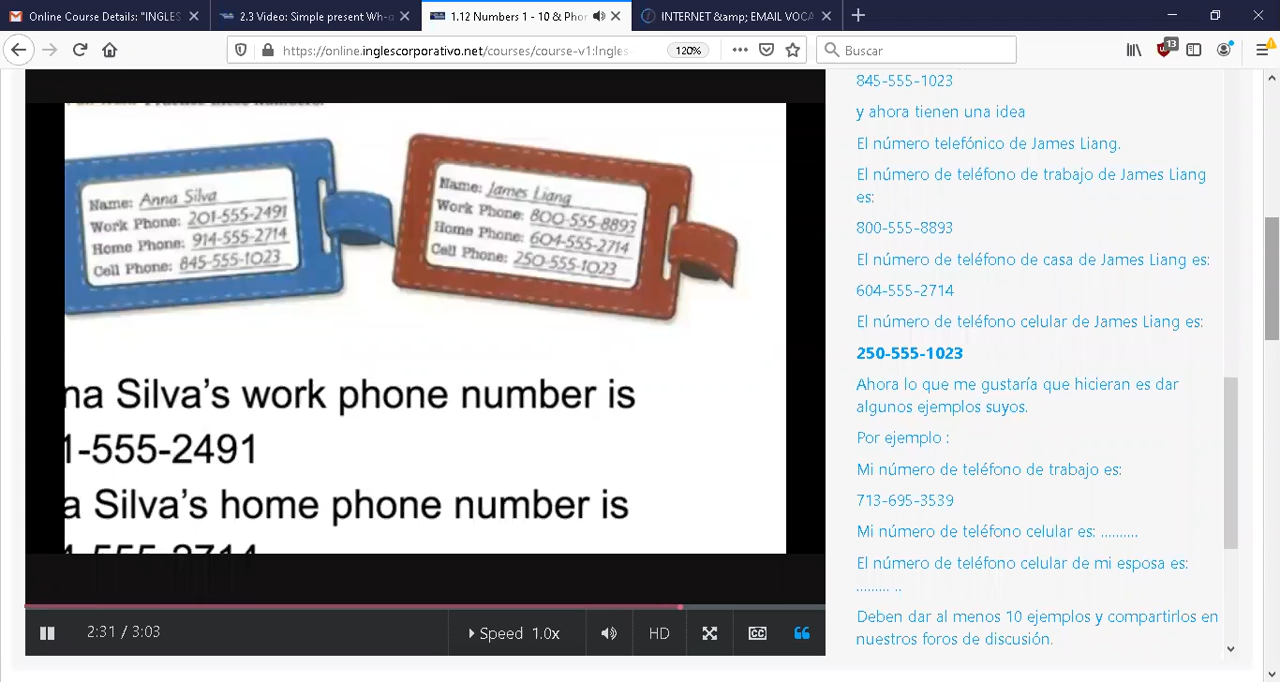 Online Course Details: "INGLES
2.3 Video: Simple present Wh-
1.12 Numbers 1 - 10 & Phor
INTERNET &amp; EMAIL VOCA
https://online.inglescorporativo.net/courses/course-v1:Ingles-
120%
Buscar
13
Name: Anna Silva
Work Phone: 201-555-2491
Home Phone: 914-555-2714
Cell Phone: 845-555-1023
Name: James Liang
Work Phone: 800-555-8893
Home Phone: 604-555-2714
Cell Phone: 250-555-1023
na Silva's work phone number is
1-555-2491
a Silva's home phone number is
4-555-2714
2:31 / 3:03
Speed 1.0x
HD
CC
845-555-1023
y ahora tienen una idea
El número telefónico de James Liang.
El número de teléfono de trabajo de James Liang
es:
800-555-8893
El número de teléfono de casa de James Liang es:
604-555-2714
El número de teléfono celular de James Liang es:
250-555-1023
Ahora lo que me gustaría que hicieran es dar
algunos ejemplos suyos.
Por ejemplo :
Mi número de teléfono de trabajo es:
713-695-3539
Mi número de teléfono celular es: ..........
El número de teléfono celular de mi esposa es:
......... ..
Deben dar al menos 10 ejemplos y compartirlos en
nuestros foros de discusión.